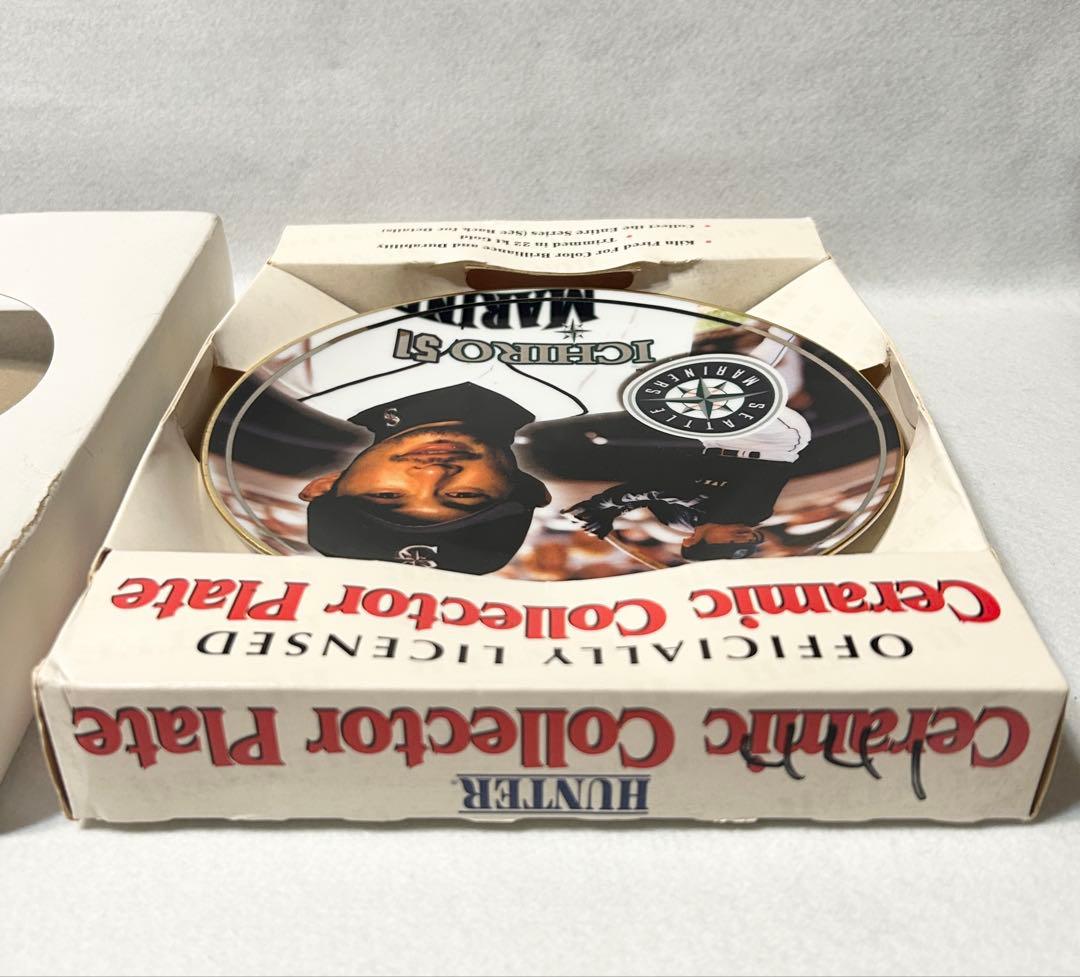 Ceramic Collector Plate
HUNTER
OFFICIALLY LICENSED
Ceramic Collector Plate
S
S
SEATTLE
MARINERS
ICHIRO 51
MARIN
• Kiln Fired For Color Brilliance and Durability
• Trimmed in 22 kt Gold
• Collect the Entire Series (See Back For Details)